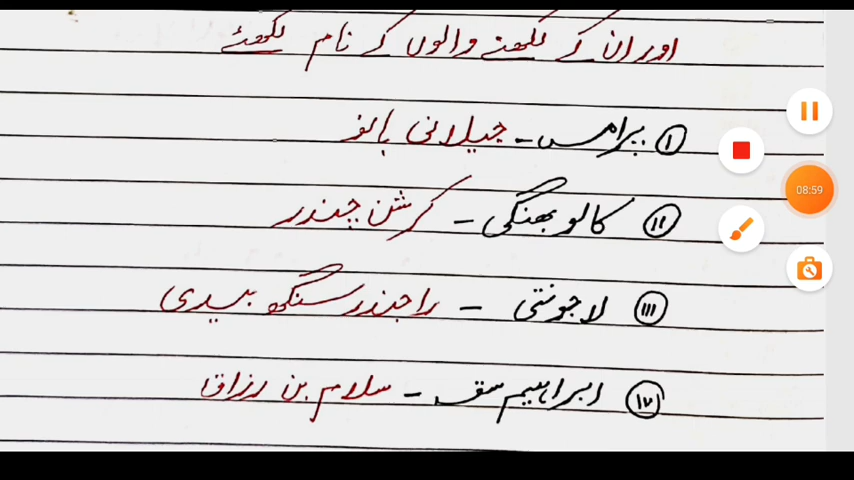 اور ان کے لکھنے والوں کے نام لکھئے
(i) پرامس - جیلانی بانو
(ii) کالو بھنگی - کرشن چندر
(iii) لاجونتی - راجندر سنگھ بیدی
(iv) ابراہیم سقہ - سلام بن رزاق
08:59